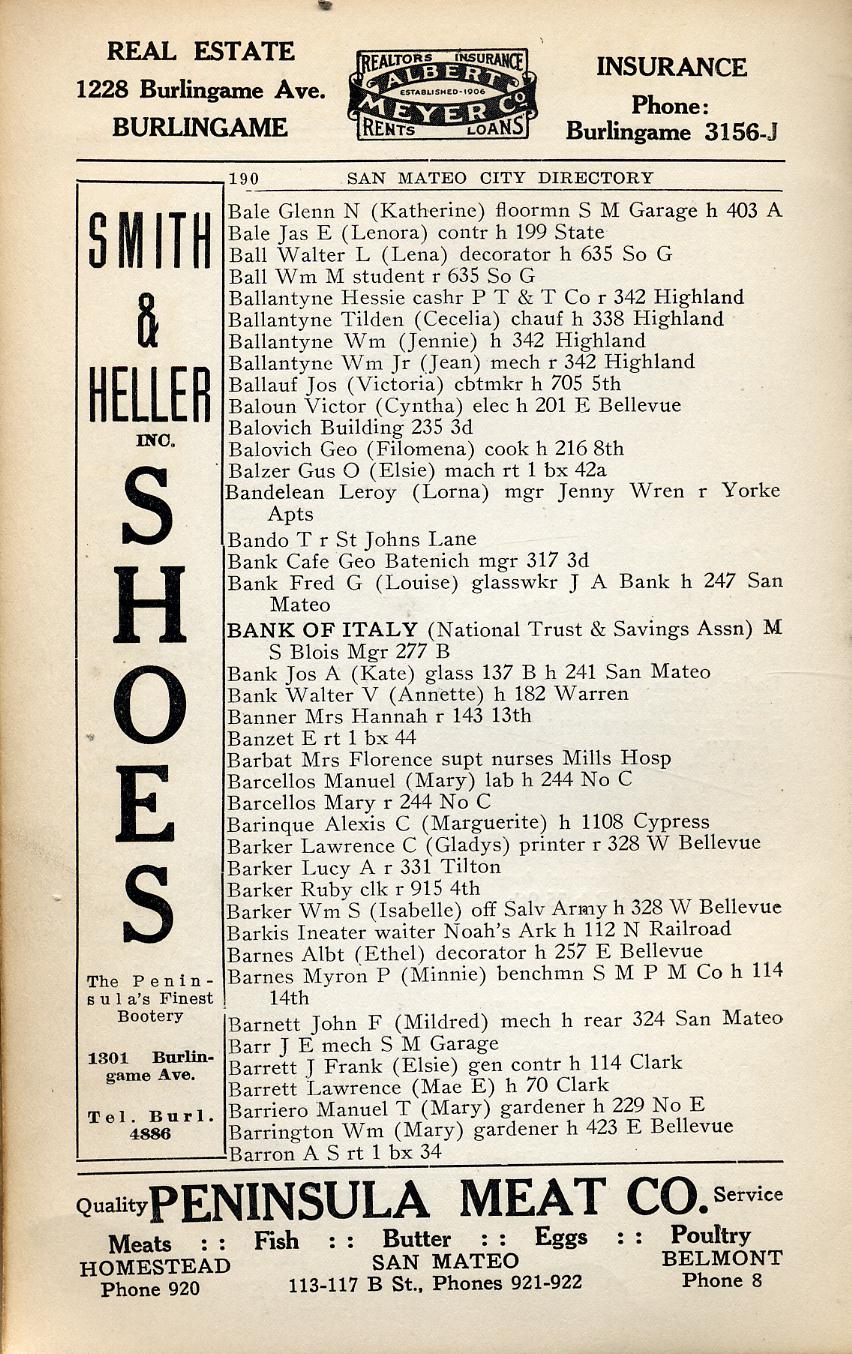 REAL ESTATE
1228 Burlingame Ave.
BURLINGAME
REALTORS INSURANCE
ALBERT
ESTABLISHED-1906
MEYER CO
RENTS LOANS
INSURANCE
Phone:
Burlingame 3156-J
190 SAN MATEO CITY DIRECTORY
SMITH
&
HELLER
INC.
S
H
O
E
S
The Penin-
sula's Finest
Bootery
1301 Burlin-
game Ave.
Tel. Burl.
4886
Bale Glenn N (Katherine) floormn S M Garage h 403 A
Bale Jas E (Lenora) contr h 199 State
Ball Walter L (Lena) decorator h 635 So G
Ball Wm M student r 635 So G
Ballantyne Hessie cashr P T & T Co r 342 Highland
Ballantyne Tilden (Cecelia) chauf h 338 Highland
Ballantyne Wm (Jennie) h 342 Highland
Ballantyne Wm Jr (Jean) mech r 342 Highland
Ballauf Jos (Victoria) cbtmkr h 705 5th
Baloun Victor (Cyntha) elec h 201 E Bellevue
Balovich Building 235 3d
Balovich Geo (Filomena) cook h 216 8th
Balzer Gus O (Elsie) mach rt 1 bx 42a
Bandelean Leroy (Lorna) mgr Jenny Wren r Yorke
Apts
Bando T r St Johns Lane
Bank Cafe Geo Batenich mgr 317 3d
Bank Fred G (Louise) glasswkr J A Bank h 247 San
Mateo
BANK OF ITALY (National Trust & Savings Assn) M
S Blois Mgr 277 B
Bank Jos A (Kate) glass 137 B h 241 San Mateo
Bank Walter V (Annette) h 182 Warren
Banner Mrs Hannah r 143 13th
Banzet E rt 1 bx 44
Barbat Mrs Florence supt nurses Mills Hosp
Barcellos Manuel (Mary) lab h 244 No C
Barcellos Mary r 244 No C
Barinque Alexis C (Marguerite) h 1108 Cypress
Barker Lawrence C (Gladys) printer r 328 W Bellevue
Barker Lucy A r 331 Tilton
Barker Ruby clk r 915 4th
Barker Wm S (Isabelle) off Salv Army h 328 W Bellevue
Barkis Ineater waiter Noah's Ark h 112 N Railroad
Barnes Albt (Ethel) decorator h 257 E Bellevue
Barnes Myron P (Minnie) benchmn S M P M Co h 114
14th
Barnett John F (Mildred) mech h rear 324 San Mateo
Barr J E mech S M Garage
Barrett J Frank (Elsie) gen contr h 114 Clark
Barrett Lawrence (Mae E) h 70 Clark
Barriero Manuel T (Mary) gardener h 229 No E
Barrington Wm (Mary) gardener h 423 E Bellevue
Barron A S rt 1 bx 34
Quality PENINSULA MEAT CO. Service
Meats :: Fish :: Butter :: Eggs :: Poultry
HOMESTEAD SAN MATEO BELMONT
Phone 920 113-117 B St., Phones 921-922 Phone 8